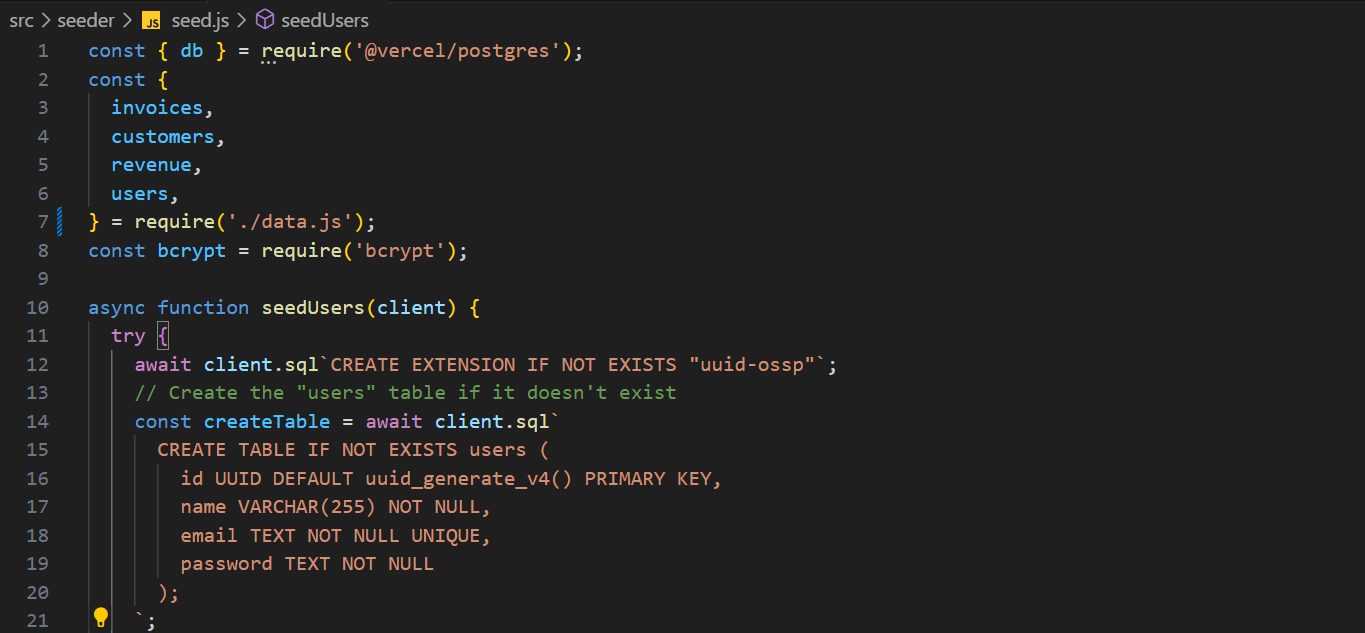 src > seeder > JS seed.js > seedUsers
1 const { db } = require('@vercel/postgres');
2 const {
3   invoices,
4   customers,
5   revenue,
6   users,
7 } = require('./data.js');
8 const bcrypt = require('bcrypt');
9
10 async function seedUsers(client) {
11   try {
12     await client.sql`CREATE EXTENSION IF NOT EXISTS "uuid-ossp"`;
13     // Create the "users" table if it doesn't exist
14     const createTable = await client.sql`
15       CREATE TABLE IF NOT EXISTS users (
16         id UUID DEFAULT uuid_generate_v4() PRIMARY KEY,
17         name VARCHAR(255) NOT NULL,
18         email TEXT NOT NULL UNIQUE,
19         password TEXT NOT NULL
20       );
21     `;